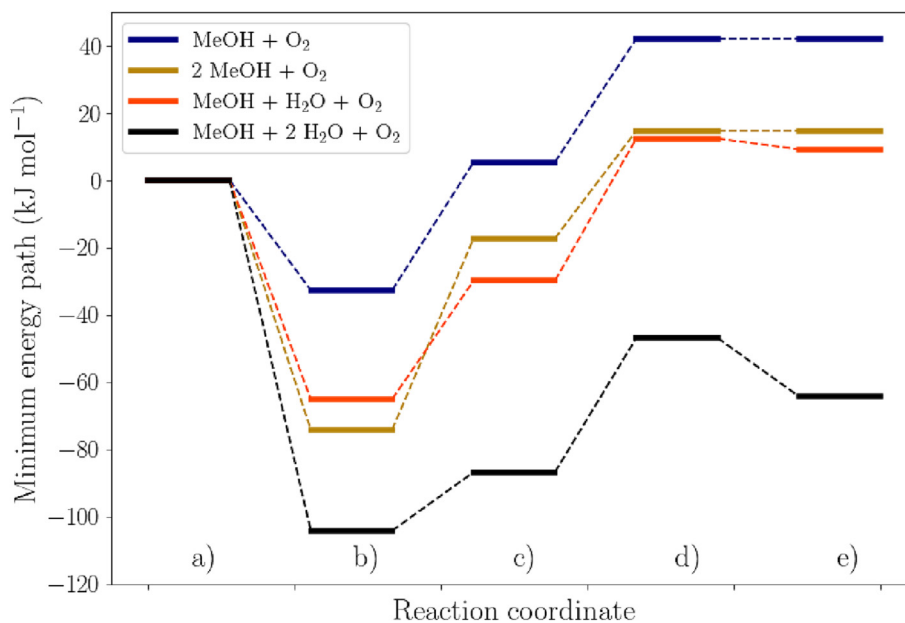 MeOH + O₂
2 MeOH + O₂
MeOH + H₂O + O₂
MeOH + 2 H₂O + O₂
Minimum energy path (kJ mol⁻¹)
40
20
0
−20
−40
−60
−80
−100
−120
a) b) c) d) e)
Reaction coordinate